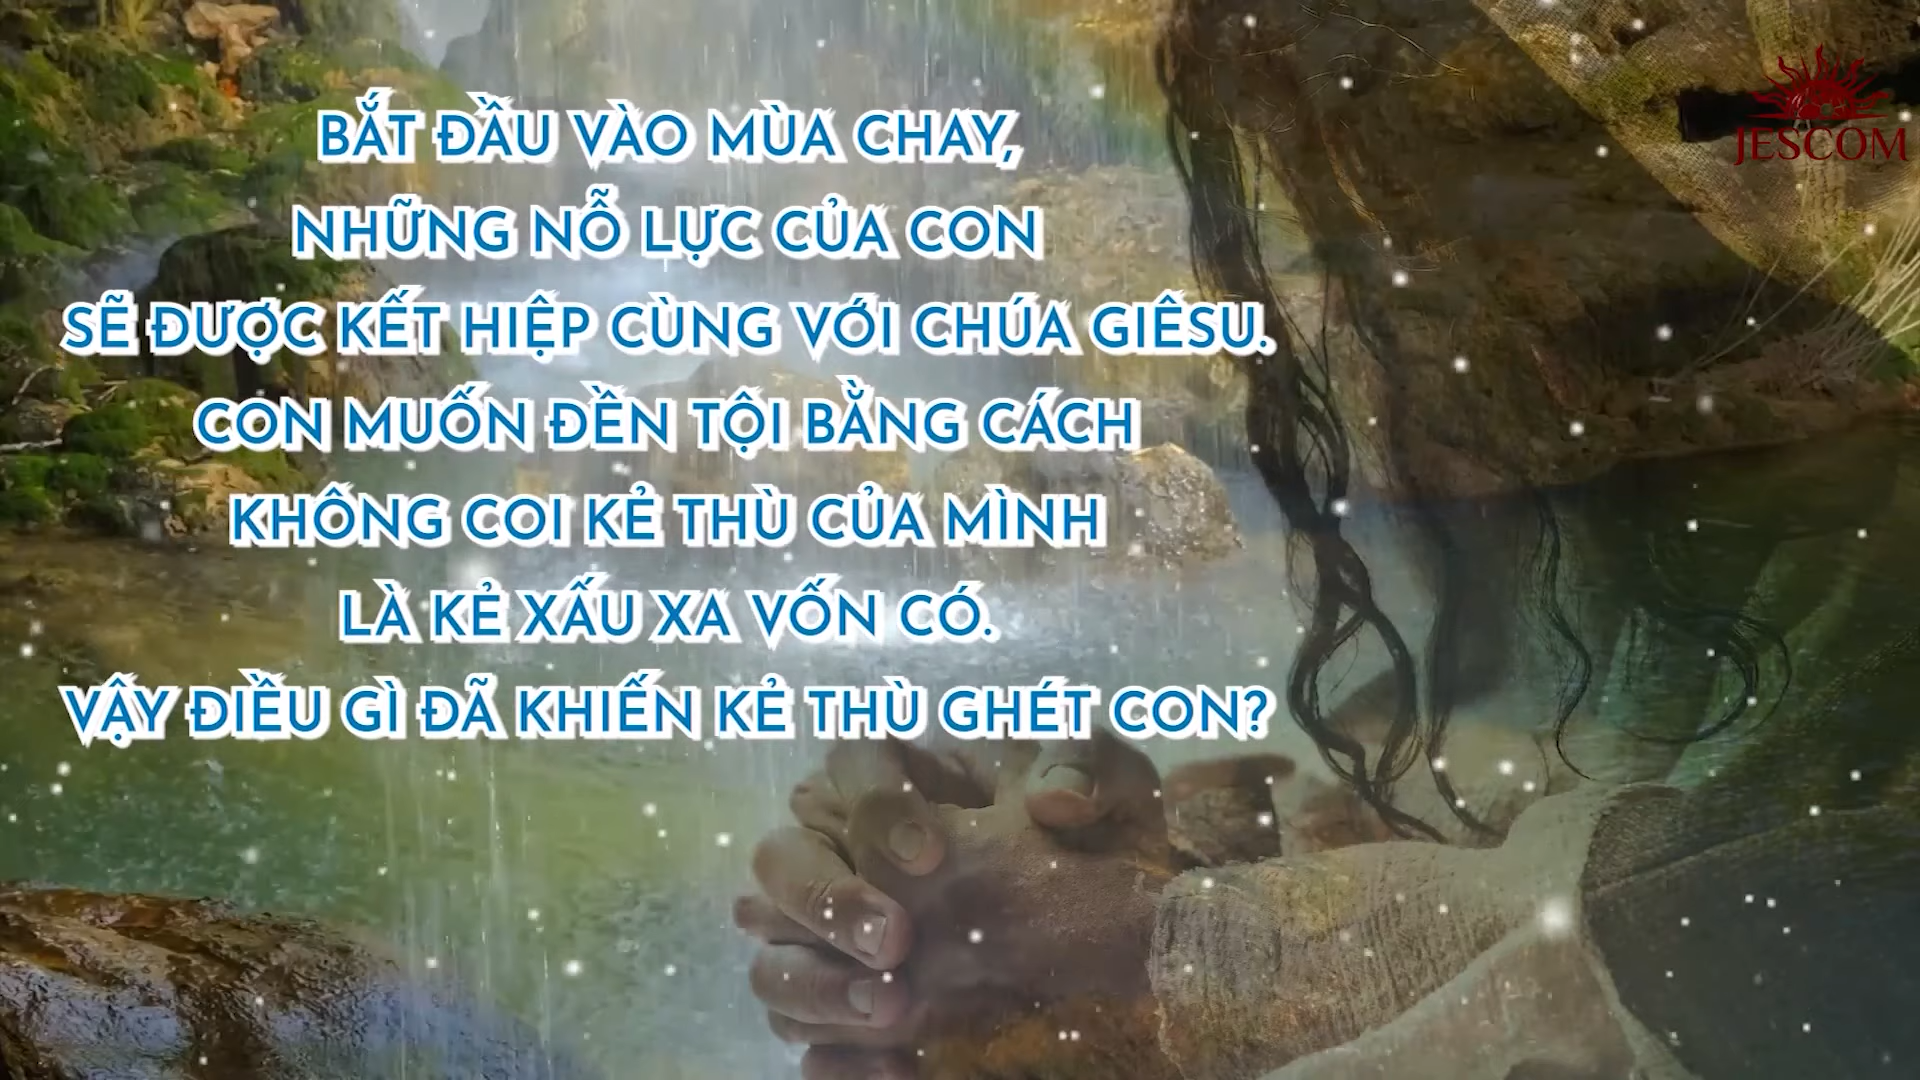 BẮT ĐẦU VÀO MÙA CHAY,
NHỮNG NỖ LỰC CỦA CON
SẼ ĐƯỢC KẾT HIỆP CÙNG VỚI CHÚA GIÊSU.
CON MUỐN ĐỀN TỘI BẰNG CÁCH
KHÔNG COI KẺ THÙ CỦA MÌNH
LÀ KẺ XẤU XA VỐN CÓ.
VẬY ĐIỀU GÌ ĐÃ KHIẾN KẺ THÙ GHÉT CON?
JESCOM